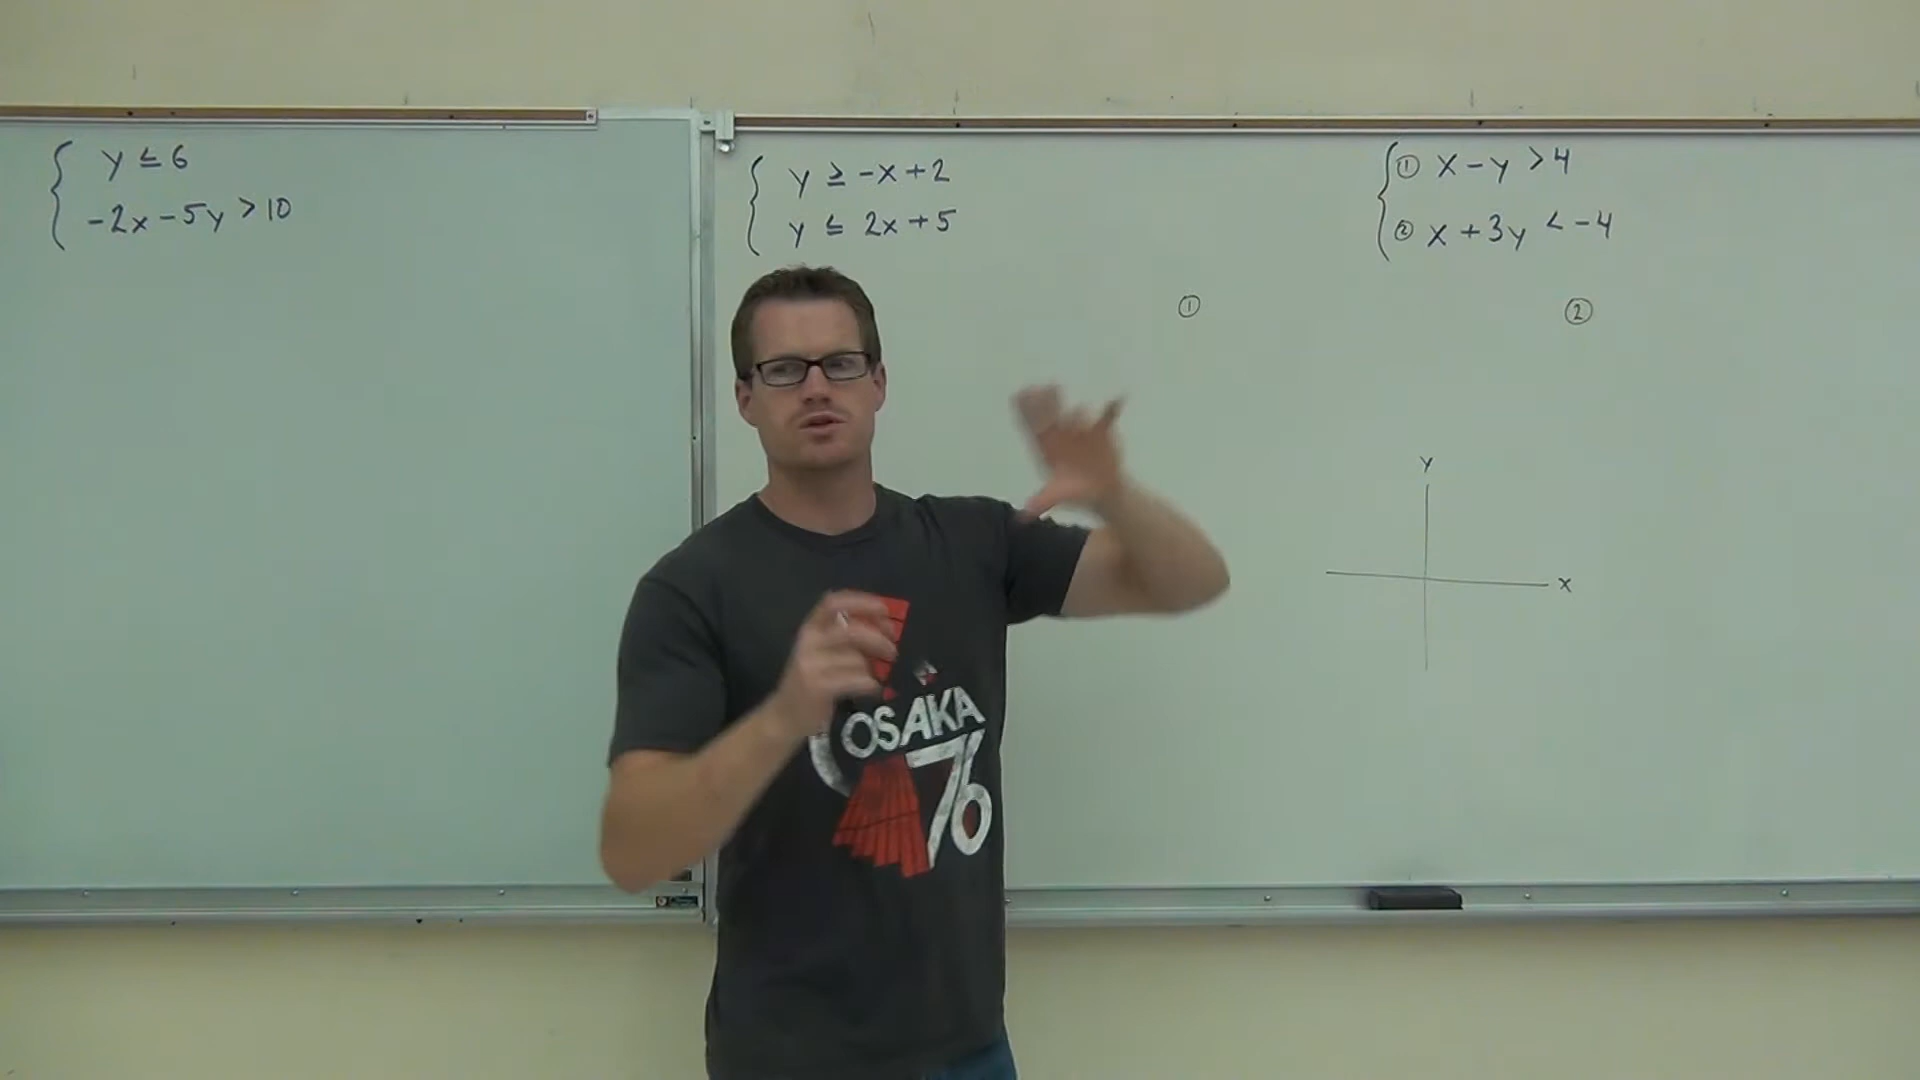 y ≤ 6
-2x - 5y > 10
y ≥ -x + 2
y ≤ 2x + 5
① x - y > 4
② x + 3y < -4
①
②
y
x
OSAKA
76